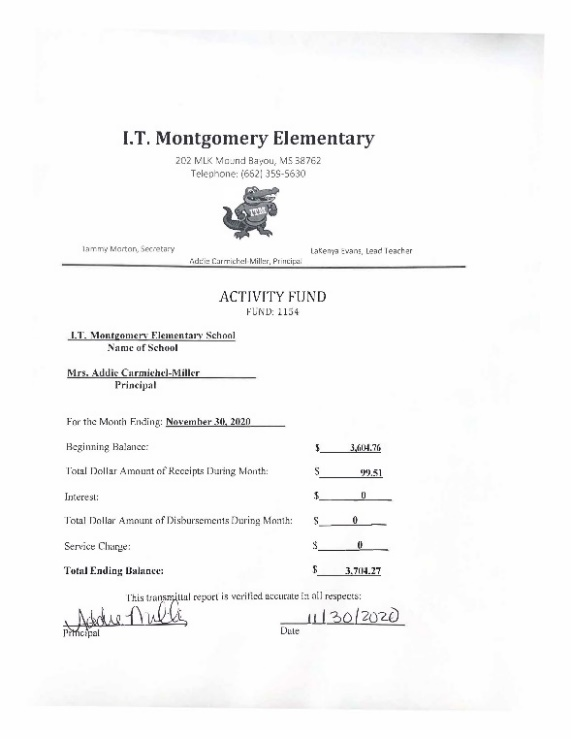 I.T. Montgomery Elementary
202 MLK Mound Bayou, MS 38762
Telephone: (662) 359-5630
ITM
Tammy Morton, Secretary
LaKenya Evans, Lead Teacher
Addie Carmichel-Miller, Principal
ACTIVITY FUND
FUND: 1154
I.T. Montgomery Elementary School
Name of School
Mrs. Addie Carmichel-Miller
Principal
For the Month Ending: November 30, 2020
Beginning Balance: $ 3,604.76
Total Dollar Amount of Receipts During Month: $ 99.51
Interest: $ 0
Total Dollar Amount of Disbursements During Month: $ 0
Service Charge: $ 0
Total Ending Balance: $ 3,704.27
This transmittal report is verified accurate in all respects:
Addie 11/30/2020
Principal Date